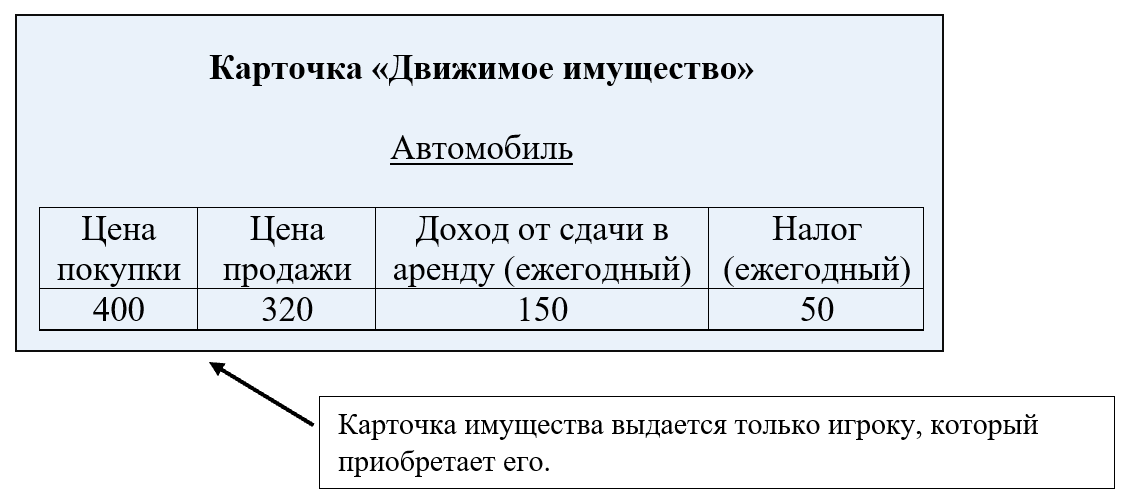 Карточка «Движимое имущество»
Автомобиль
Цена покупки Цена продажи Доход от сдачи в аренду (ежегодный) Налог (ежегодный)
400 320 150 50
Карточка имущества выдается только игроку, который
приобретает его.